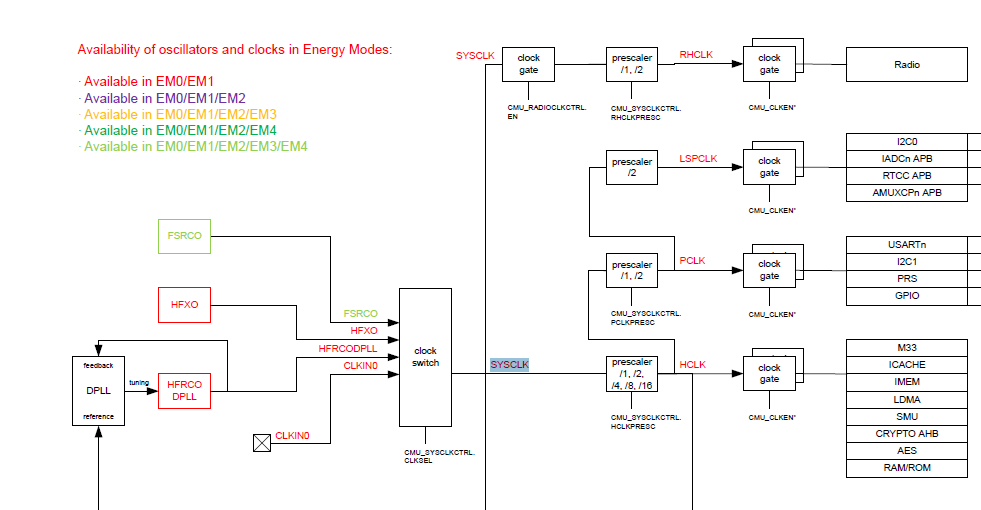 Availability of oscillators and clocks in Energy Modes:
· Available in EM0/EM1
· Available in EM0/EM1/EM2
· Available in EM0/EM1/EM2/EM3
· Available in EM0/EM1/EM2/EM4
· Available in EM0/EM1/EM2/EM3/EM4
SYSCLK
clock
gate
CMU_RADIOCLKCTRL.
EN
prescaler
/1, /2
CMU_SYSCLKCTRL.
RHCLKPRESC
RHCLK
clock
gate
CMU_CLKEN*
Radio
prescaler
/2
LSPCLK
clock
gate
CMU_CLKEN*
I2C0
IADCn APB
RTCC APB
AMUXCPn APB
prescaler
/1, /2
CMU_SYSCLKCTRL.
PCLKPRESC
PCLK
clock
gate
CMU_CLKEN*
USARTn
I2C1
PRS
GPIO
FSRCO
HFXO
feedback
DPLL
reference
tuning
HFRCO
DPLL
CLKIN0
FSRCO
HFXO
HFRCODPLL
CLKIN0
clock
switch
CMU_SYSCLKCTRL.
CLKSEL
SYSCLK
prescaler
/1, /2,
/4, /8, /16
CMU_SYSCLKCTRL.
HCLKPRESC
HCLK
clock
gate
CMU_CLKEN*
M33
ICACHE
IMEM
LDMA
SMU
CRYPTO AHB
AES
RAM/ROM